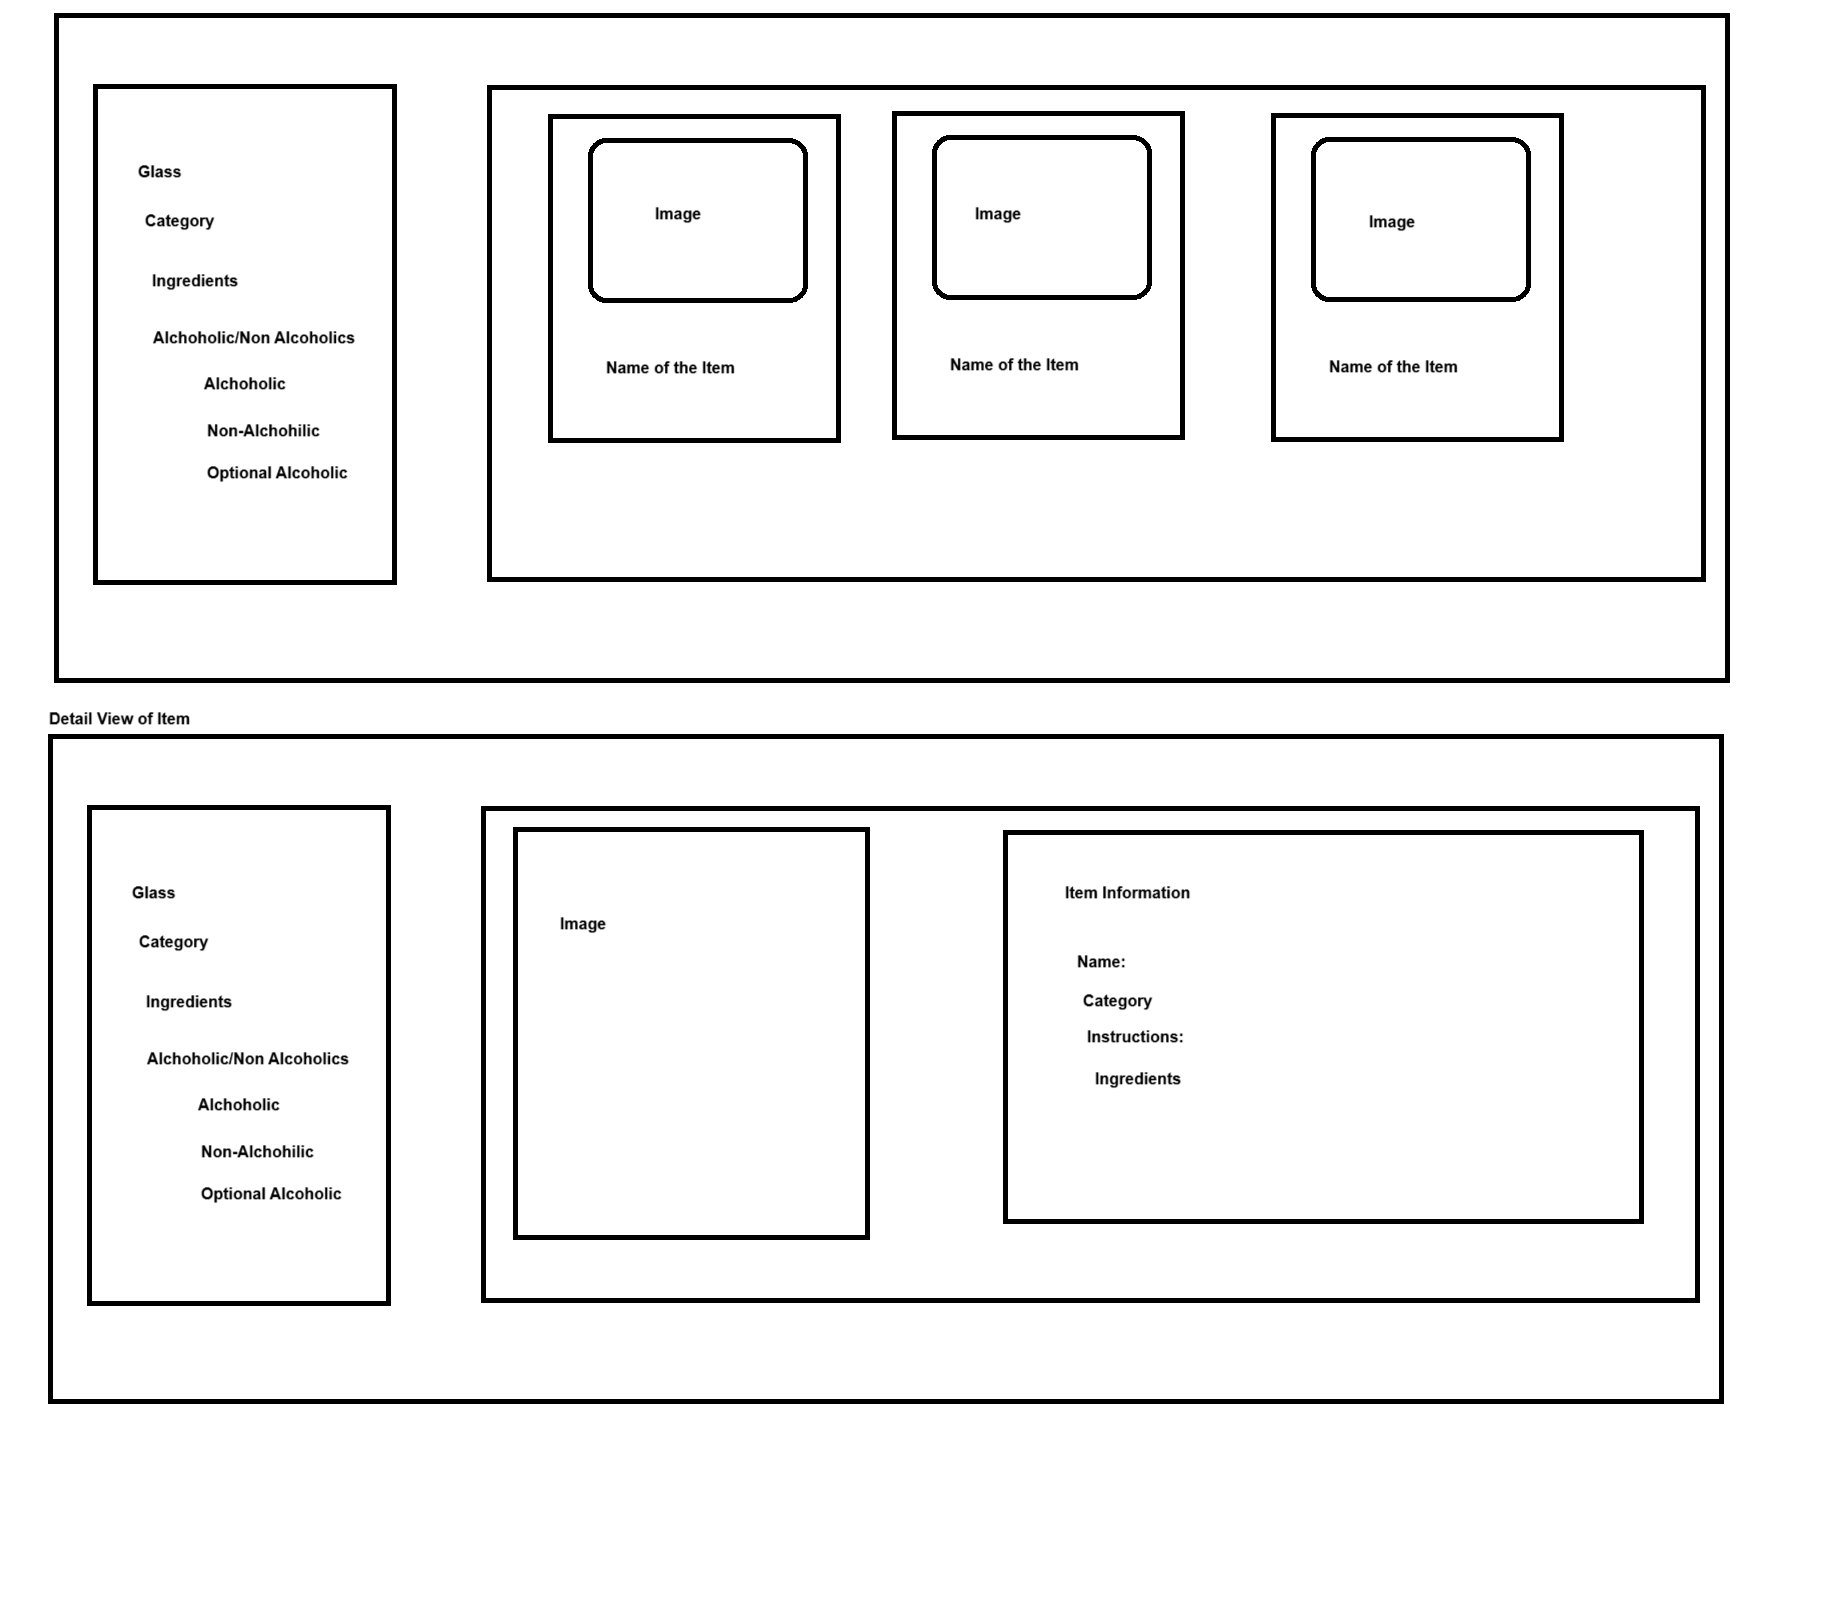 Glass
Category
Ingredients
Alchoholic/Non Alcoholics
Alchoholic
Non-Alchohilic
Optional Alcoholic
Image
Name of the Item
Image
Name of the Item
Image
Name of the Item
Detail View of Item
Glass
Category
Ingredients
Alchoholic/Non Alcoholics
Alchoholic
Non-Alchohilic
Optional Alcoholic
Image
Item Information
Name:
Category
Instructions:
Ingredients